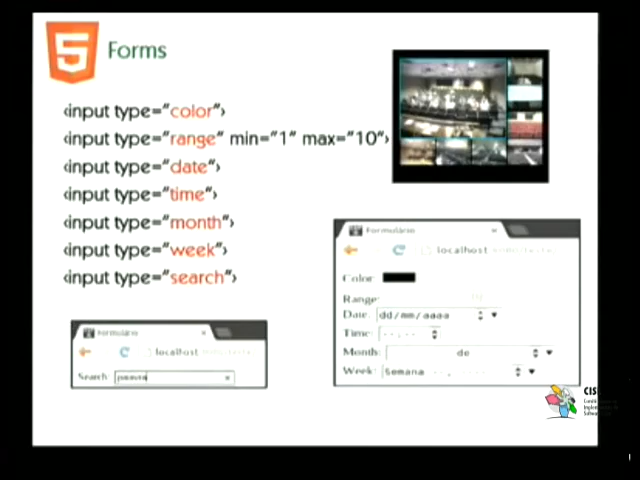 5 Forms
<input type="color">
<input type="range" min="1" max="10">
<input type="date">
<input type="time">
<input type="month">
<input type="week">
<input type="search">
Formulário
localhost
Color:
Range:
Date: dd/mm/aaaa
Time: --:--
Month: de
Week: Semana --,
Formulário
localhost
Search:
CIS